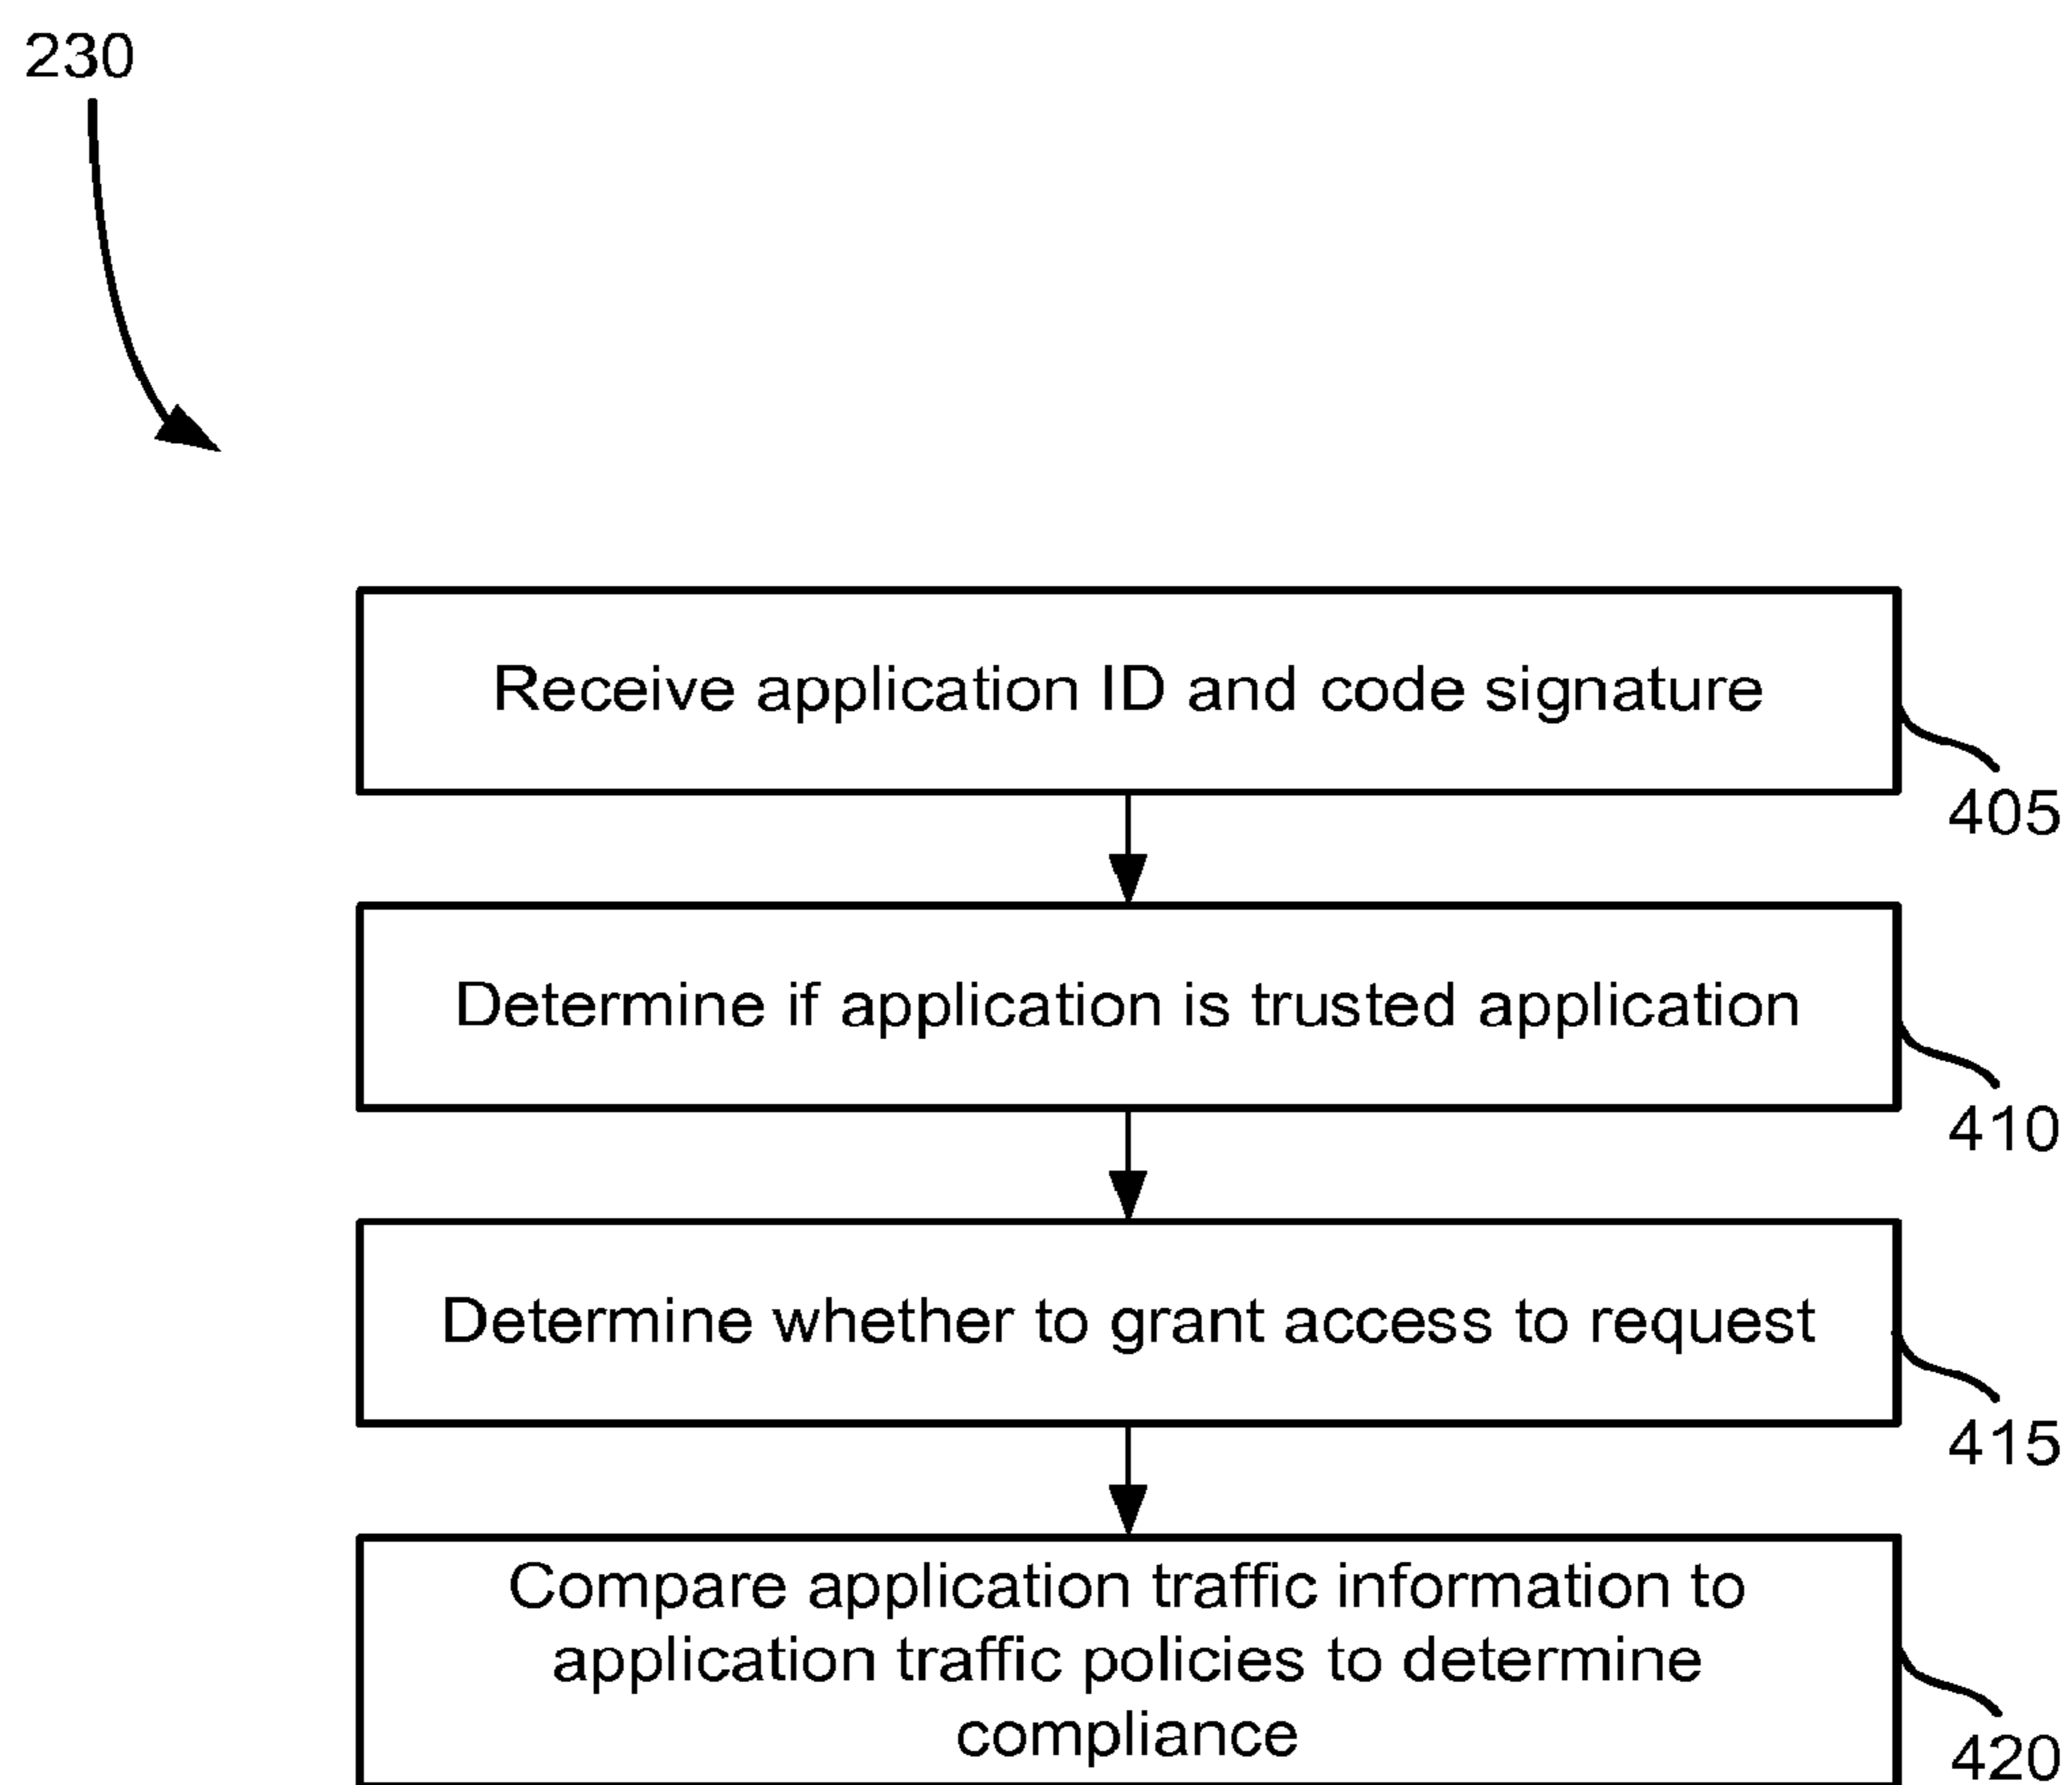 230
Receive application ID and code signature
405
Determine if application is trusted application
410
Determine whether to grant access to request
415
Compare application traffic information to
application traffic policies to determine
compliance
420